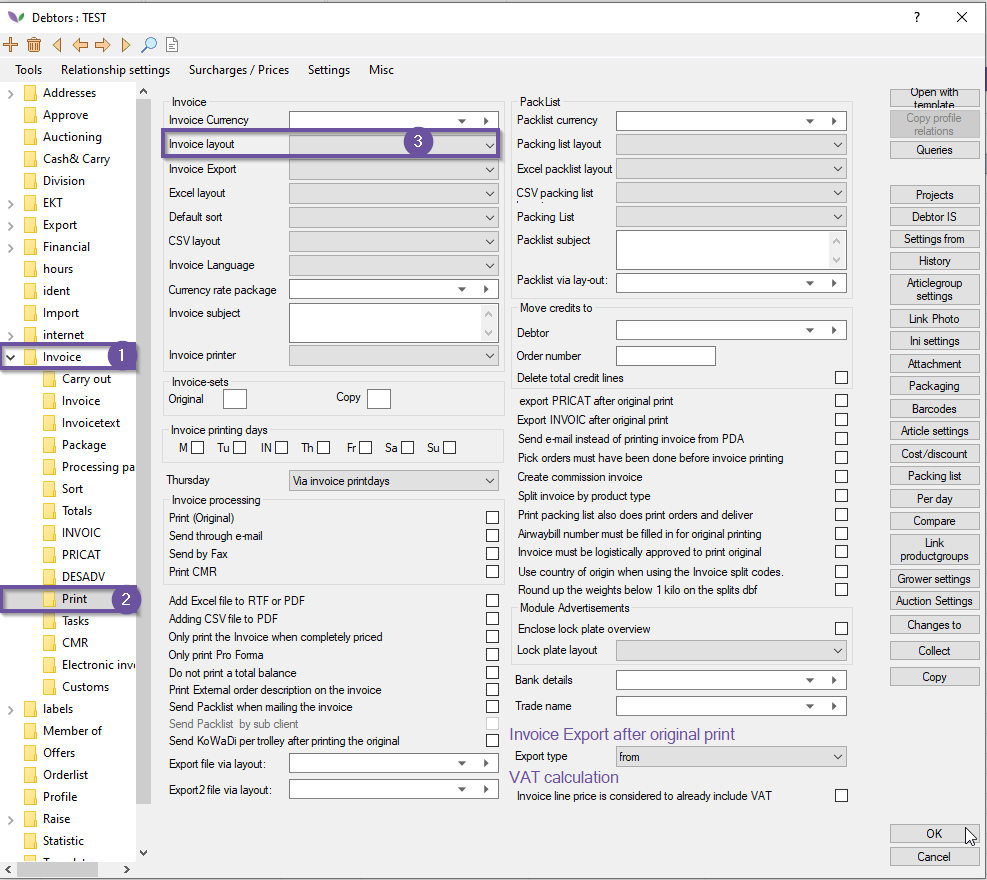 Debtors : TEST
?
Tools Relationship settings Surcharges / Prices Settings Misc
Addresses
Approve
Auctioning
Cash& Carry
Division
EKT
Export
Financial
hours
ident
Import
internet
Invoice 1
Carry out
Invoice
Invoicetext
Package
Processing pa
Sort
Totals
INVOIC
PRICAT
DESADV
Print 2
Tasks
CMR
Electronic inv
Customs
labels
Member of
Offers
Orderlist
Profile
Raise
Statistic
Invoice
Invoice Currency
Invoice layout 3
Invoice Export
Excel layout
Default sort
CSV layout
Invoice Language
Currency rate package
Invoice subject
Invoice printer
Invoice-sets
Original Copy
Invoice printing days
M Tu IN Th Fr Sa Su
Thursday Via invoice printdays
Invoice processing
Print (Original)
Send through e-mail
Send by Fax
Print CMR
Add Excel file to RTF or PDF
Adding CSV file to PDF
Only print the Invoice when completely priced
Only print Pro Forma
Do not print a total balance
Print External order description on the invoice
Send Packlist when mailing the invoice
Send Packlist by sub client
Send KoWaDi per trolley after printing the original
Export file via layout:
Export2 file via layout:
PackList
Packlist currency
Packing list layout
Excel packlist layout
CSV packing list
Packing List
Packlist subject
Packlist via lay-out:
Move credits to
Debtor
Order number
Delete total credit lines
export PRICAT after original print
Export INVOIC after original print
Send e-mail instead of printing invoice from PDA
Pick orders must have been done before invoice printing
Create commission invoice
Split invoice by product type
Print packing list also does print orders and deliver
Airwaybill number must be filled in for original printing
Invoice must be logistically approved to print original
Use country of origin when using the Invoice split codes.
Round up the weights below 1 kilo on the splits dbf
Module Advertisements
Enclose lock plate overview
Lock plate layout
Bank details
Trade name
Invoice Export after original print
Export type from
VAT calculation
Invoice line price is considered to already include VAT
Open with
template
Copy profile
relations
Queries
Projects
Debtor IS
Settings from
History
Articlegroup
settings
Link Photo
Ini settings
Attachment
Packaging
Barcodes
Article settings
Cost/discount
Packing list
Per day
Compare
Link
productgroups
Grower settings
Auction Settings
Changes to
Collect
Copy
OK
Cancel